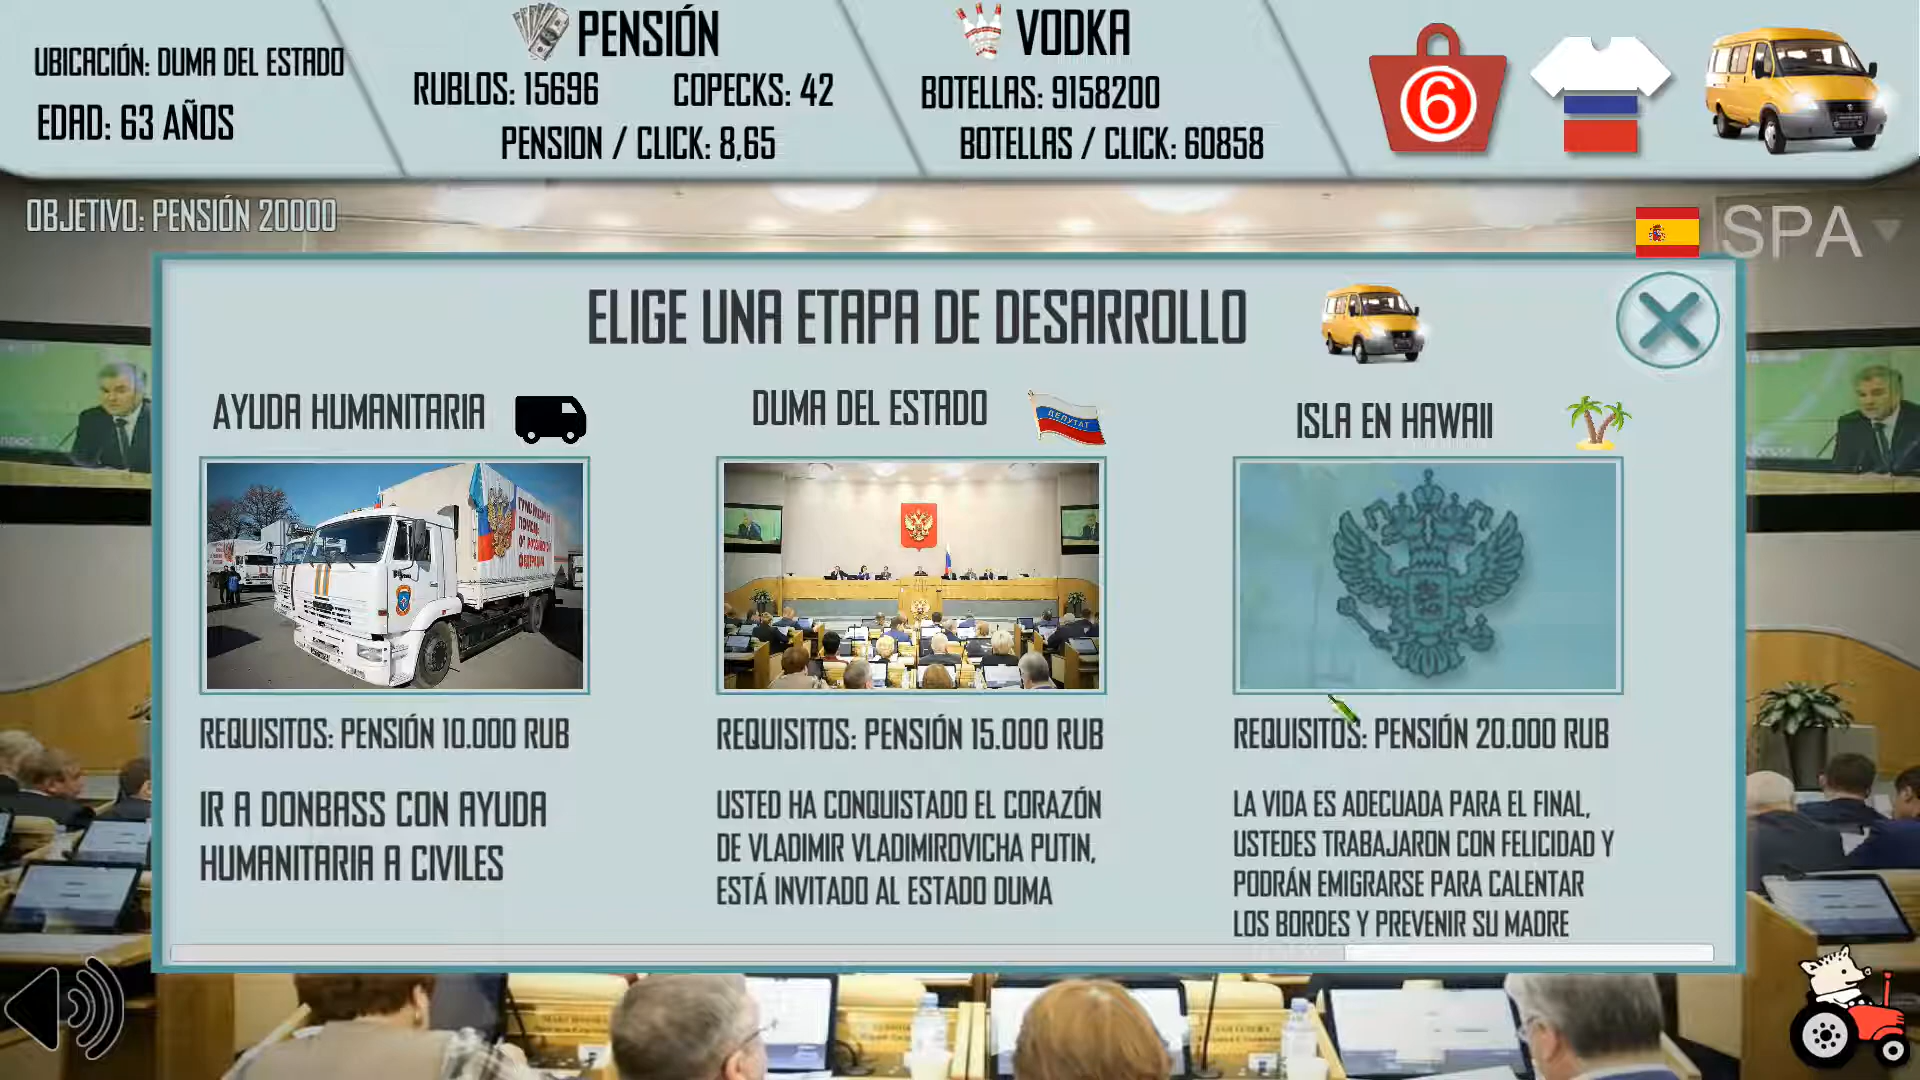 UBICACIÓN: DUMA DEL ESTADO
EDAD: 63 AÑOS
PENSIÓN
RUBLOS: 15696 COPECKS: 42
PENSION / CLICK: 8,65
VODKA
BOTELLAS: 9158200
BOTELLAS / CLICK: 60858
6
OBJETIVO: PENSIÓN 20000
SPA
ELIGE UNA ETAPA DE DESARROLLO
AYUDA HUMANITARIA
REQUISITOS: PENSIÓN 10.000 RUB
IR A DONBASS CON AYUDA
HUMANITARIA A CIVILES
DUMA DEL ESTADO
ДЕПУТАТ
REQUISITOS: PENSIÓN 15.000 RUB
USTED HA CONQUISTADO EL CORAZÓN
DE VLADIMIR VLADIMIROVICHA PUTIN,
ESTÁ INVITADO AL ESTADO DUMA
ISLA EN HAWAII
REQUISITOS: PENSIÓN 20.000 RUB
LA VIDA ES ADECUADA PARA EL FINAL,
USTEDES TRABAJARON CON FELICIDAD Y
PODRÁN EMIGRARSE PARA CALENTAR
LOS BORDES Y PREVENIR SU MADRE